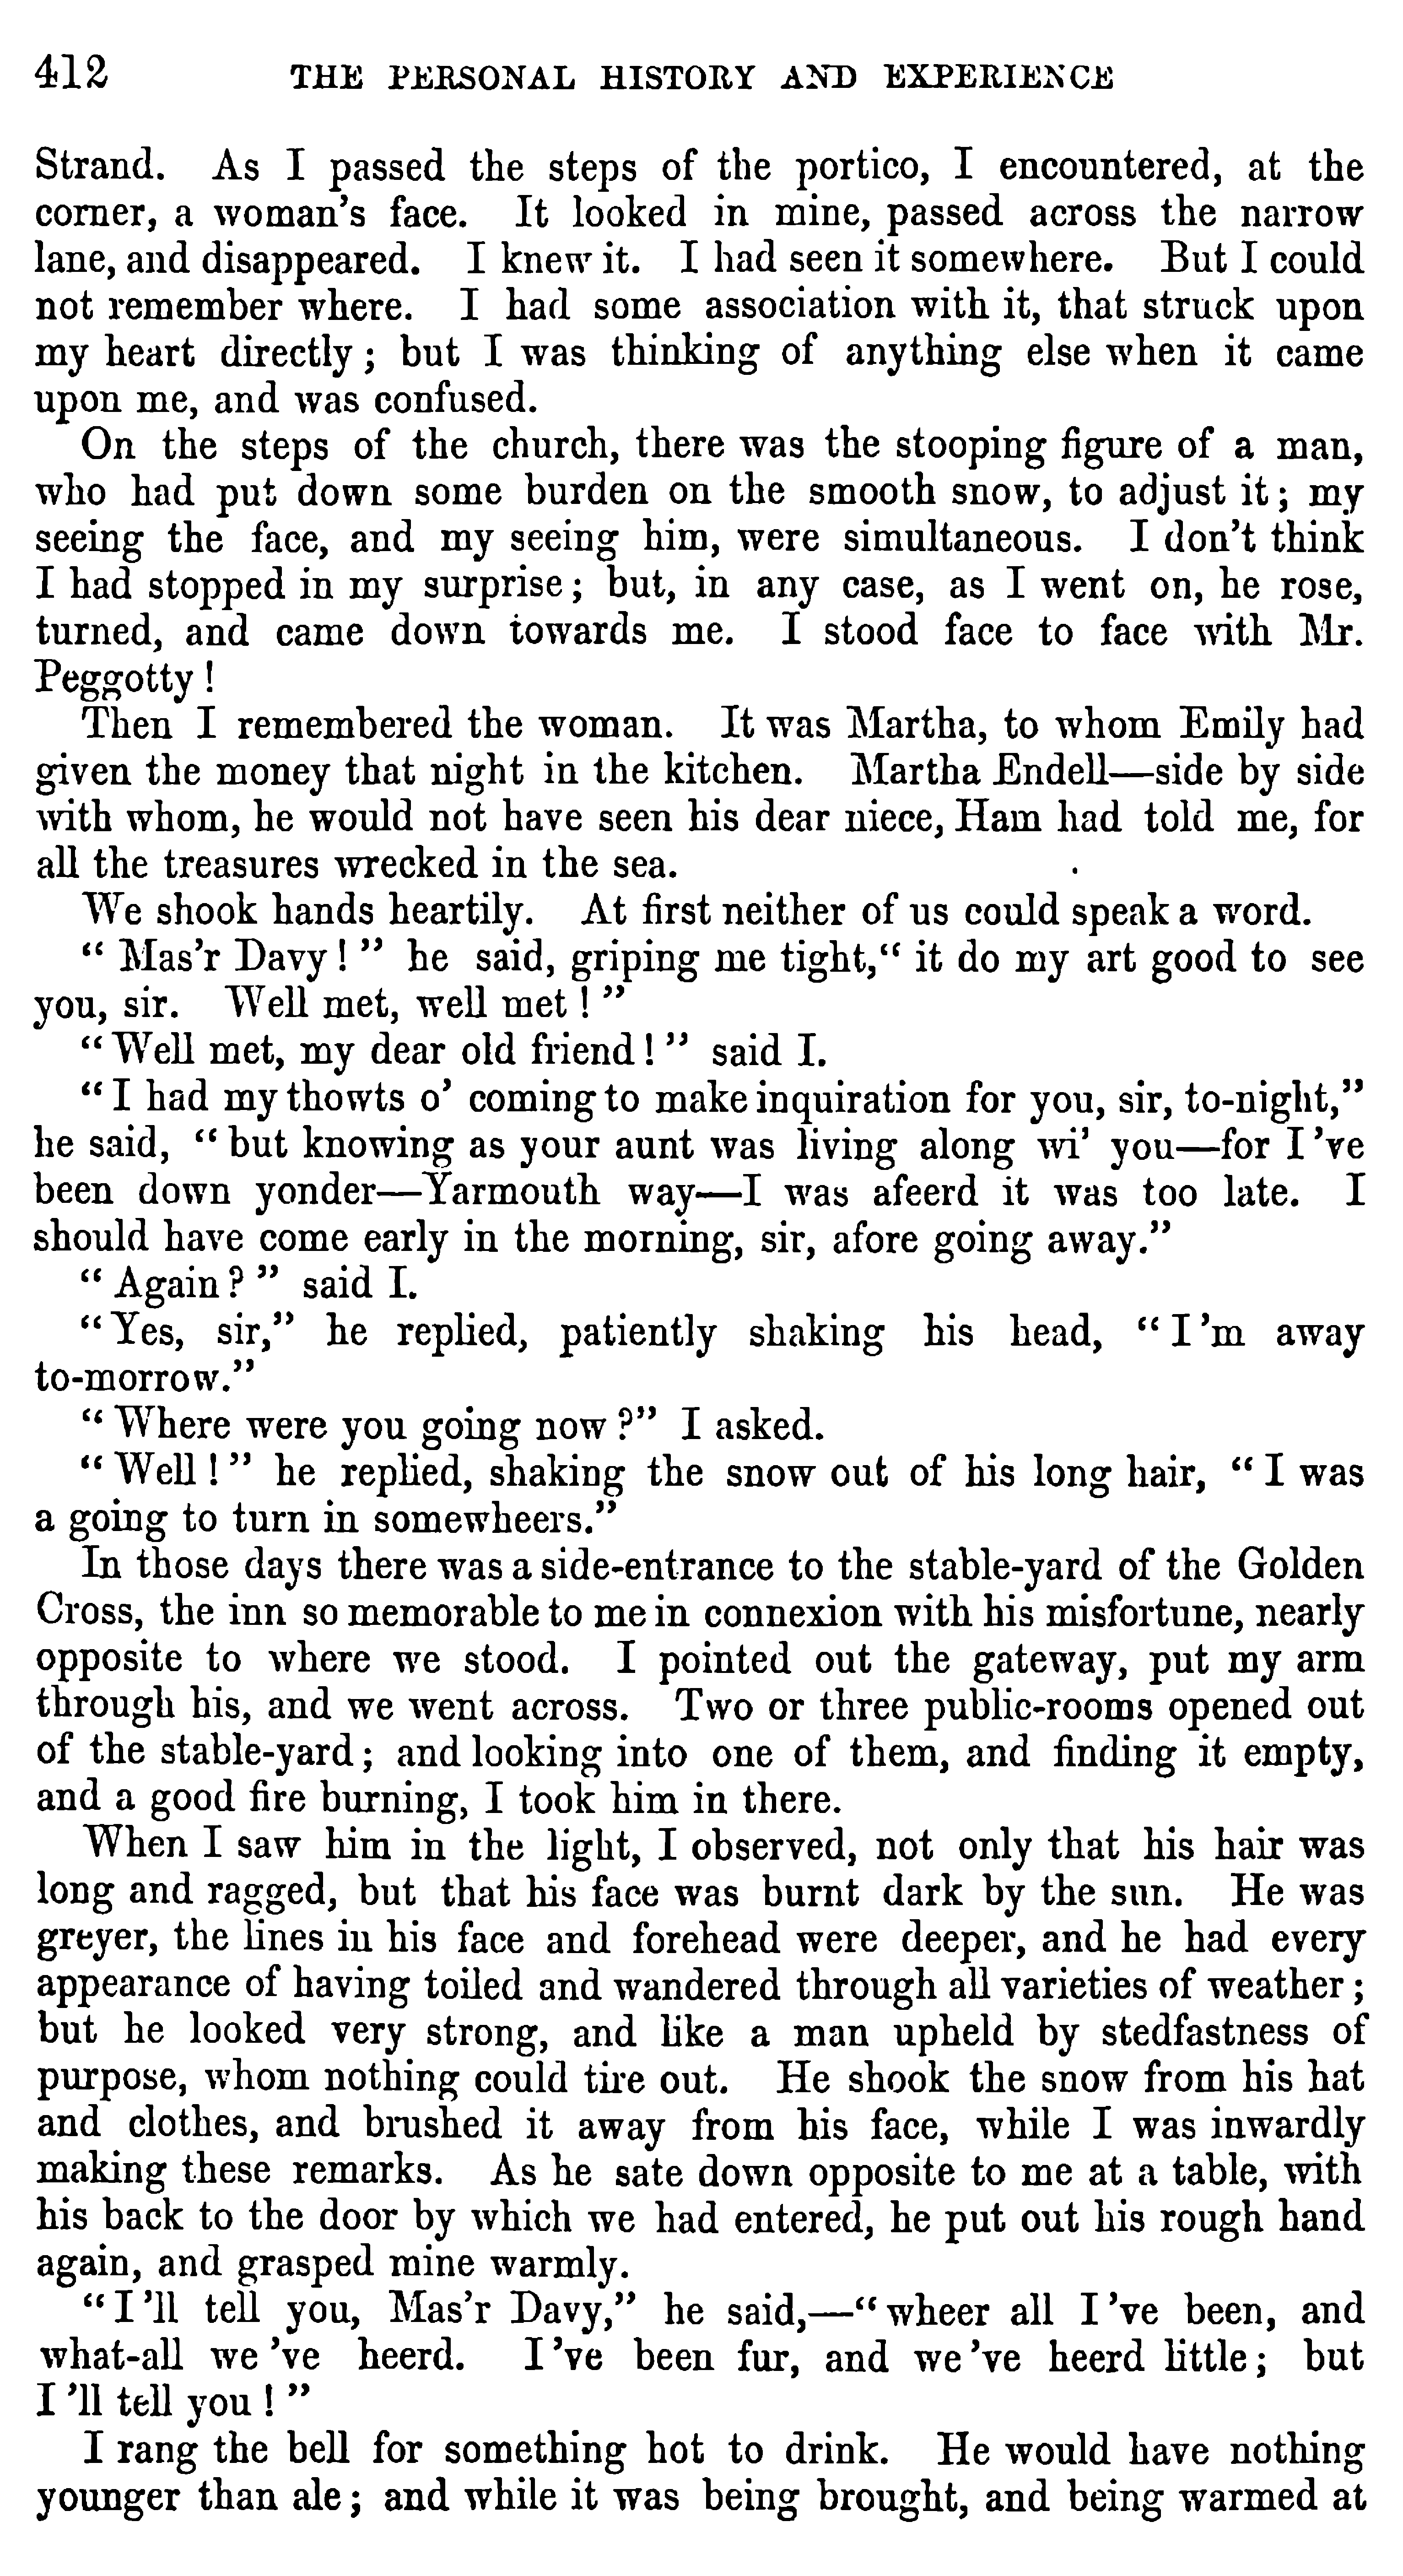 412 THE PERSONAL HISTORY AND EXPERIENCE
Strand. As I passed the steps of the portico, I encountered, at the
corner, a woman's face. It looked in mine, passed across the narrow
lane, and disappeared. I knew it. I had seen it somewhere. But I could
not remember where. I had some association with it, that struck upon
my heart directly; but I was thinking of anything else when it came
upon me, and was confused.
On the steps of the church, there was the stooping figure of a man,
who had put down some burden on the smooth snow, to adjust it; my
seeing the face, and my seeing him, were simultaneous. I don't think
I had stopped in my surprise; but, in any case, as I went on, he rose,
turned, and came down towards me. I stood face to face with Mr.
Peggotty!
Then I remembered the woman. It was Martha, to whom Emily had
given the money that night in the kitchen. Martha Endell—side by side
with whom, he would not have seen his dear niece, Ham had told me, for
all the treasures wrecked in the sea.
We shook hands heartily. At first neither of us could speak a word.
“ Mas'r Davy! ” he said, griping me tight,“ it do my art good to see
you, sir. Well met, well met! ”
“ Well met, my dear old friend! ” said I.
“ I had my thowts o' coming to make inquiration for you, sir, to-night,”
he said, “ but knowing as your aunt was living along wi' you—for I 've
been down yonder—Yarmouth way—I was afeerd it was too late. I
should have come early in the morning, sir, afore going away.”
“ Again? ” said I.
“ Yes, sir,” he replied, patiently shaking his head, “ I 'm away
to-morrow.”
“ Where were you going now?” I asked.
“ Well! ” he replied, shaking the snow out of his long hair, “ I was
a going to turn in somewheers.”
In those days there was a side-entrance to the stable-yard of the Golden
Cross, the inn so memorable to me in connexion with his misfortune, nearly
opposite to where we stood. I pointed out the gateway, put my arm
through his, and we went across. Two or three public-rooms opened out
of the stable-yard; and looking into one of them, and finding it empty,
and a good fire burning, I took him in there.
When I saw him in the light, I observed, not only that his hair was
long and ragged, but that his face was burnt dark by the sun. He was
greyer, the lines in his face and forehead were deeper, and he had every
appearance of having toiled and wandered through all varieties of weather;
but he looked very strong, and like a man upheld by stedfastness of
purpose, whom nothing could tire out. He shook the snow from his hat
and clothes, and brushed it away from his face, while I was inwardly
making these remarks. As he sate down opposite to me at a table, with
his back to the door by which we had entered, he put out his rough hand
again, and grasped mine warmly.
“ I 'll tell you, Mas'r Davy,” he said,—“ wheer all I 've been, and
what-all we 've heerd. I 've been fur, and we 've heerd little; but
I 'll tell you! ”
I rang the bell for something hot to drink. He would have nothing
younger than ale; and while it was being brought, and being warmed at